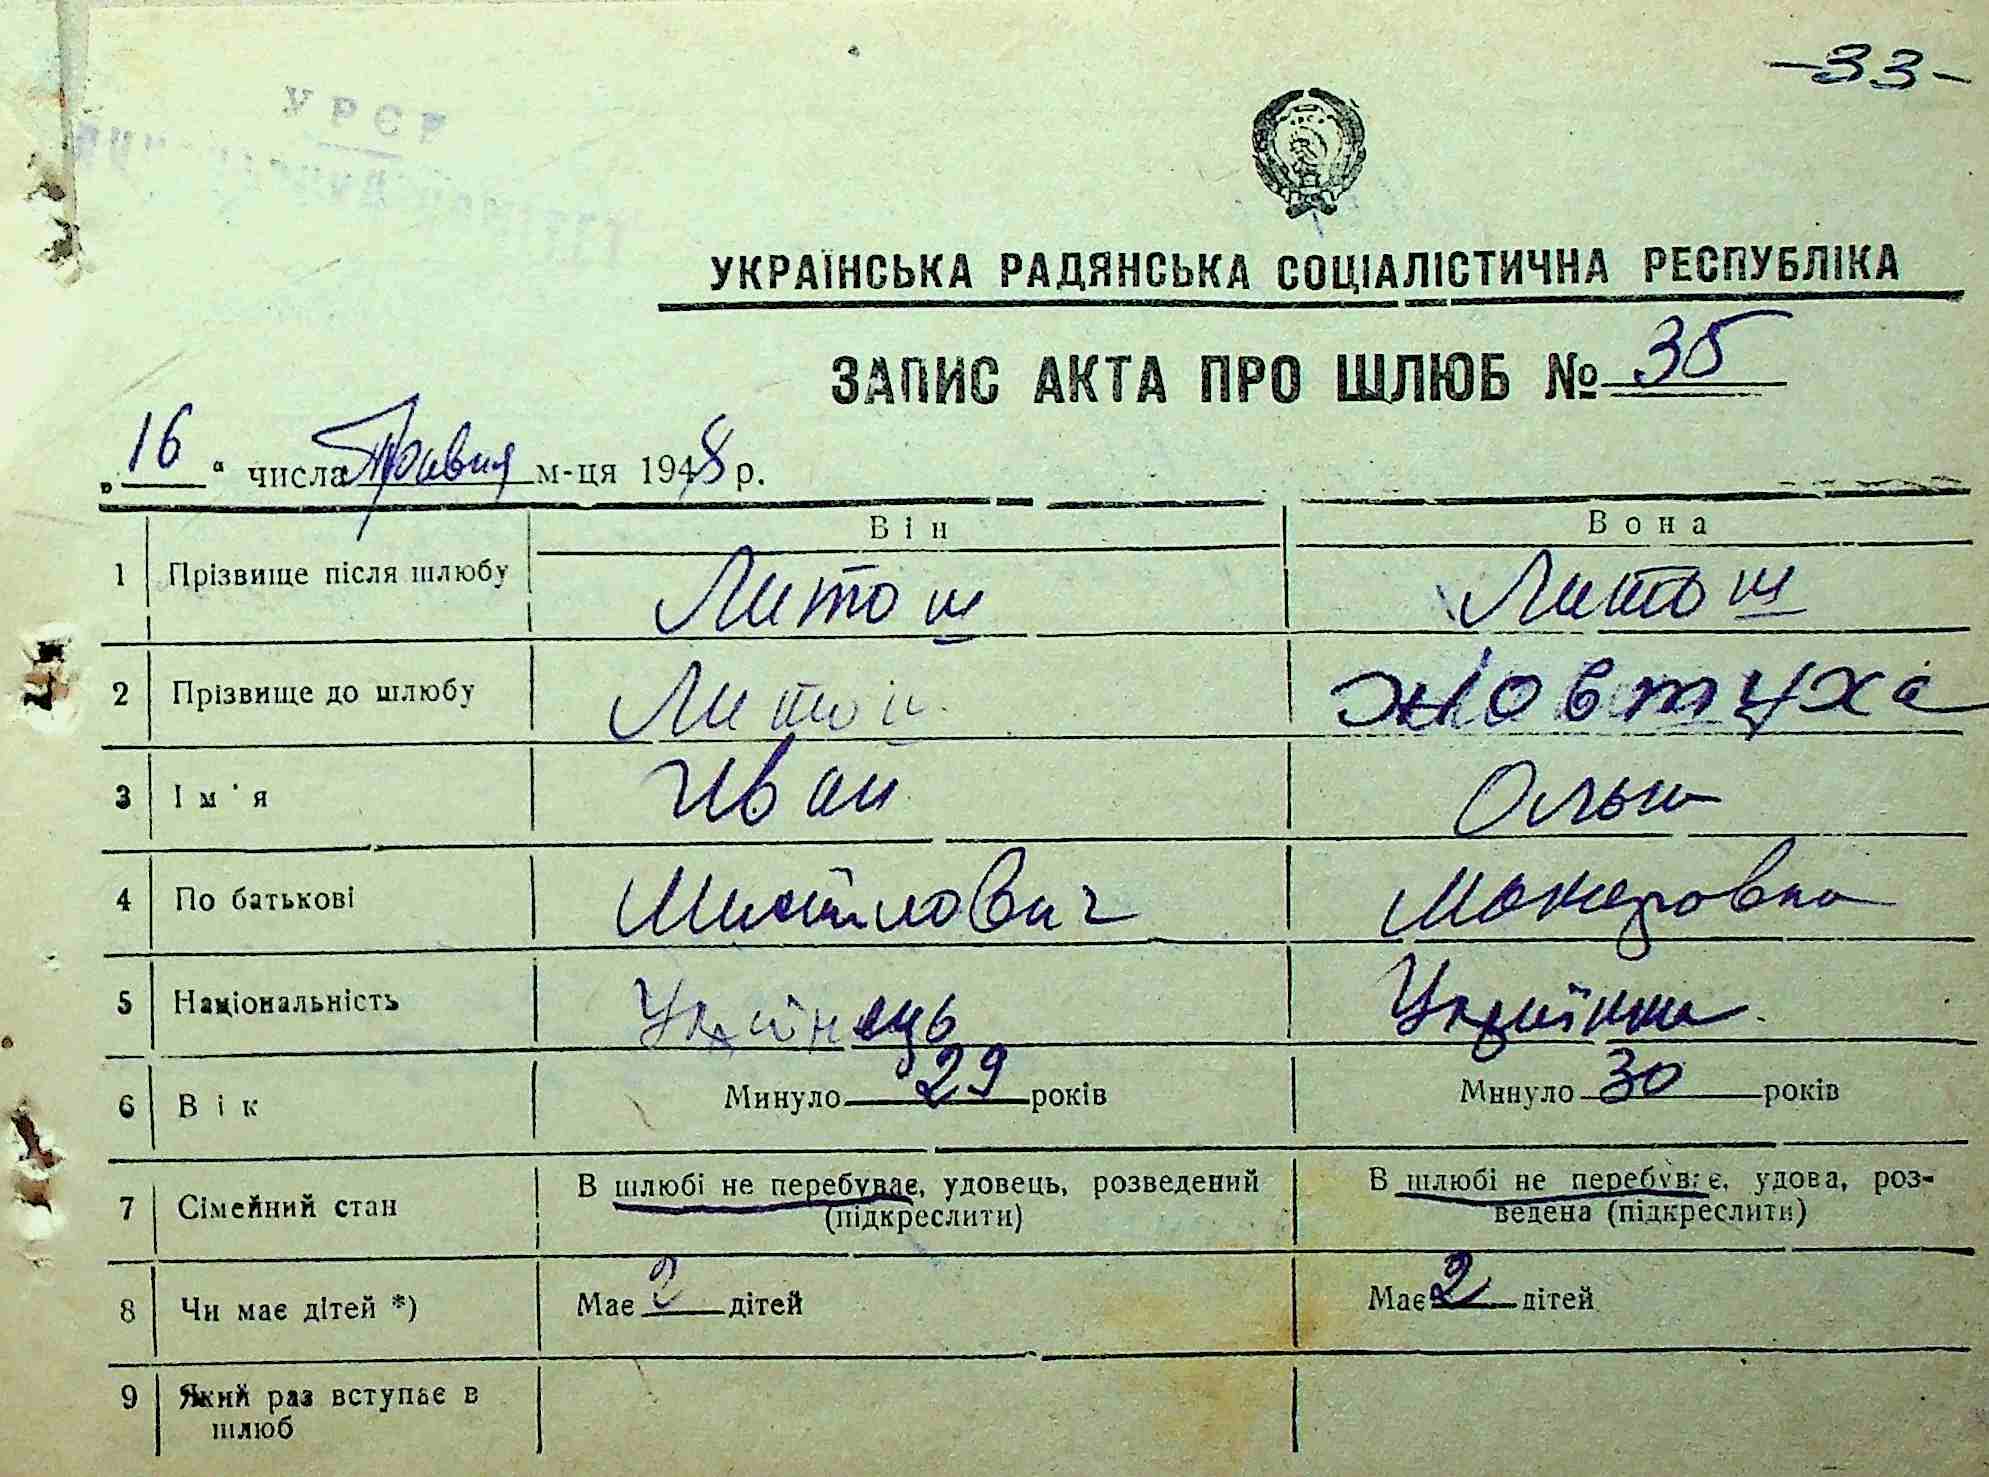 -33-
УРСР
УКРАЇНСЬКА РАДЯНСЬКА СОЦІАЛІСТИЧНА РЕСПУБЛІКА
ЗАПИС АКТА ПРО ШЛЮБ № 35
„16“ числа Травня м-ця 1948 р.
Він Вона
1 Прізвище після шлюбу Литош Литош
2 Прізвище до шлюбу Литош Жовтуха
3 Ім'я Иван Ольга
4 По батькові Михайлович Макаровна
5 Національність Українець Українка
6 Вік Минуло 29 років Минуло 30 років
7 Сімейний стан В шлюбі не перебуває, удовець, розведений (підкреслити) В шлюбі не перебуває, удова, роз-
ведена (підкреслити)
8 Чи має дітей *) Має 2 дітей Має 2 дітей
9 Який раз вступає в
шлюб